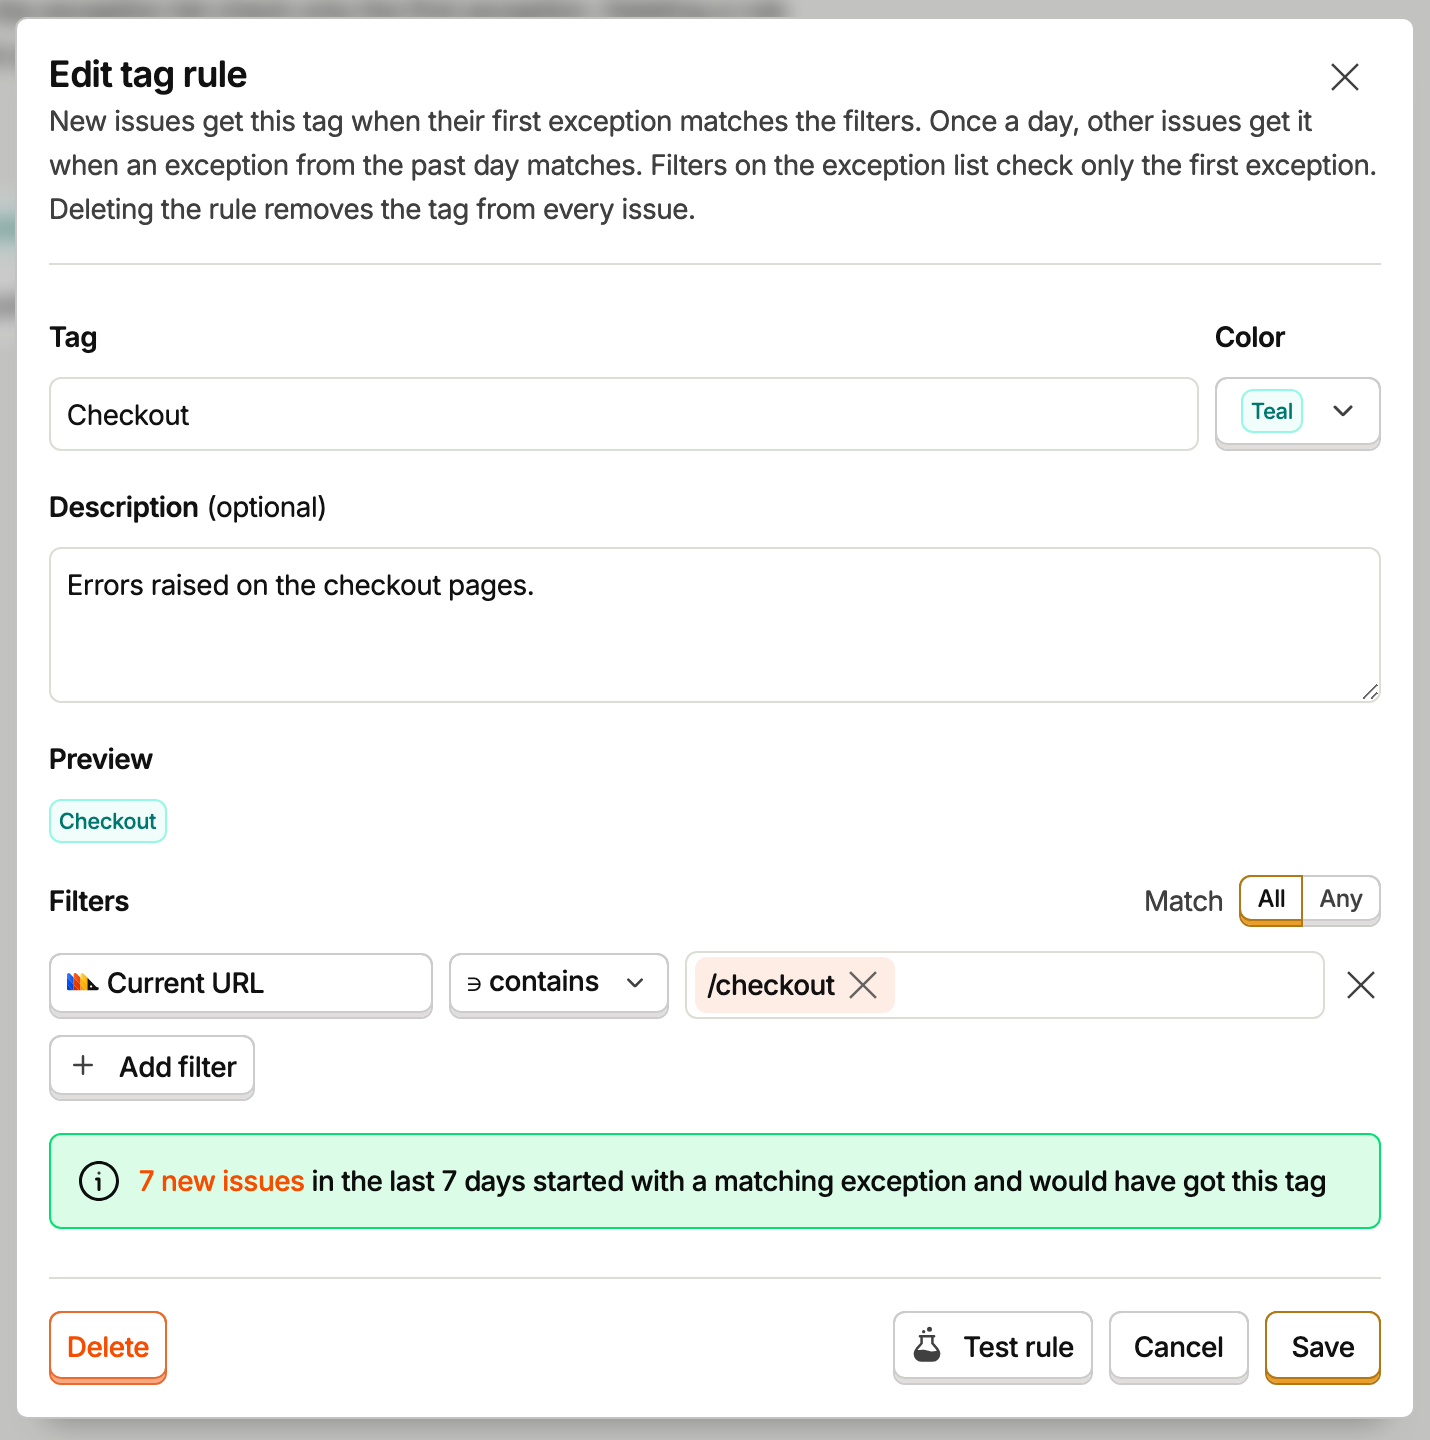 Edit tag rule
New issues get this tag when their first exception matches the filters. Once a day, other issues get it
when an exception from the past day matches. Filters on the exception list check only the first exception.
Deleting the rule removes the tag from every issue.
Tag
Color
Checkout
Teal
Description (optional)
Errors raised on the checkout pages.
Preview
Checkout
Filters
Match
All
Any
Current URL
∋ contains
/checkout
Add filter
7 new issues in the last 7 days started with a matching exception and would have got this tag
Delete
Test rule
Cancel
Save